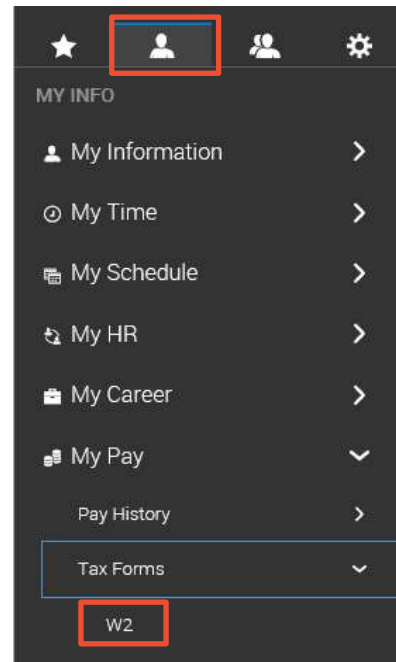 MY INFO
My Information
My Time
My Schedule
My HR
My Career
My Pay
Pay History
Tax Forms
W2